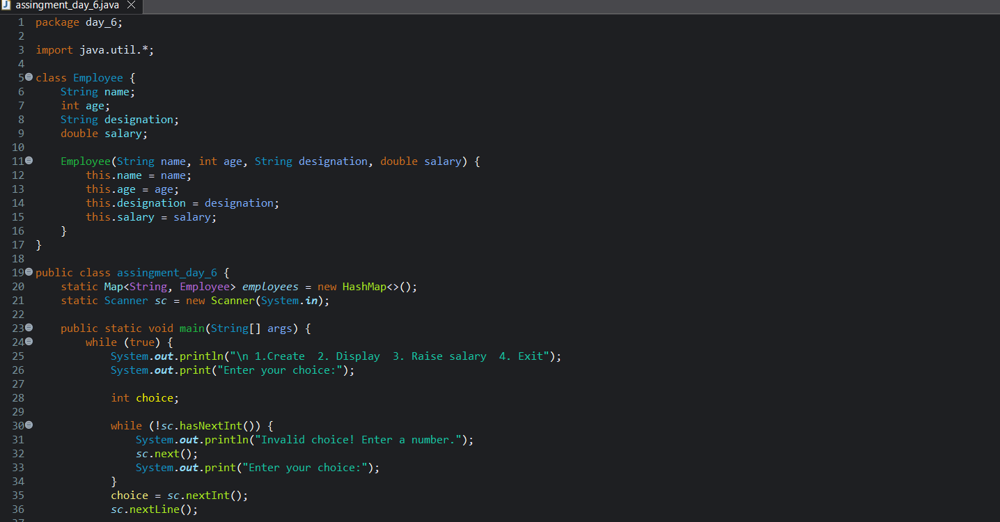 assingment_day_6.java
1 package day_6;
2
3 import java.util.*;
4
5 class Employee {
6     String name;
7     int age;
8     String designation;
9     double salary;
10
11     Employee(String name, int age, String designation, double salary) {
12         this.name = name;
13         this.age = age;
14         this.designation = designation;
15         this.salary = salary;
16     }
17 }
18
19 public class assingment_day_6 {
20     static Map<String, Employee> employees = new HashMap<>();
21     static Scanner sc = new Scanner(System.in);
22
23     public static void main(String[] args) {
24         while (true) {
25             System.out.println("\n 1.Create  2. Display  3. Raise salary  4. Exit");
26             System.out.print("Enter your choice:");
27
28             int choice;
29
30             while (!sc.hasNextInt()) {
31                 System.out.println("Invalid choice! Enter a number.");
32                 sc.next();
33                 System.out.print("Enter your choice:");
34             }
35             choice = sc.nextInt();
36             sc.nextLine();